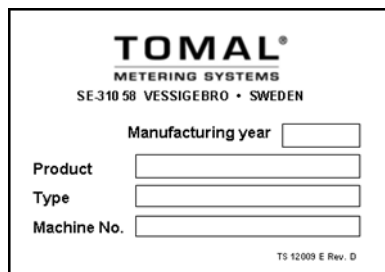 TOMAL®
METERING SYSTEMS
SE-310 58 VESSIGEBRO • SWEDEN
Manufacturing year
Product
Type
Machine No.
TS 12009 E Rev. D